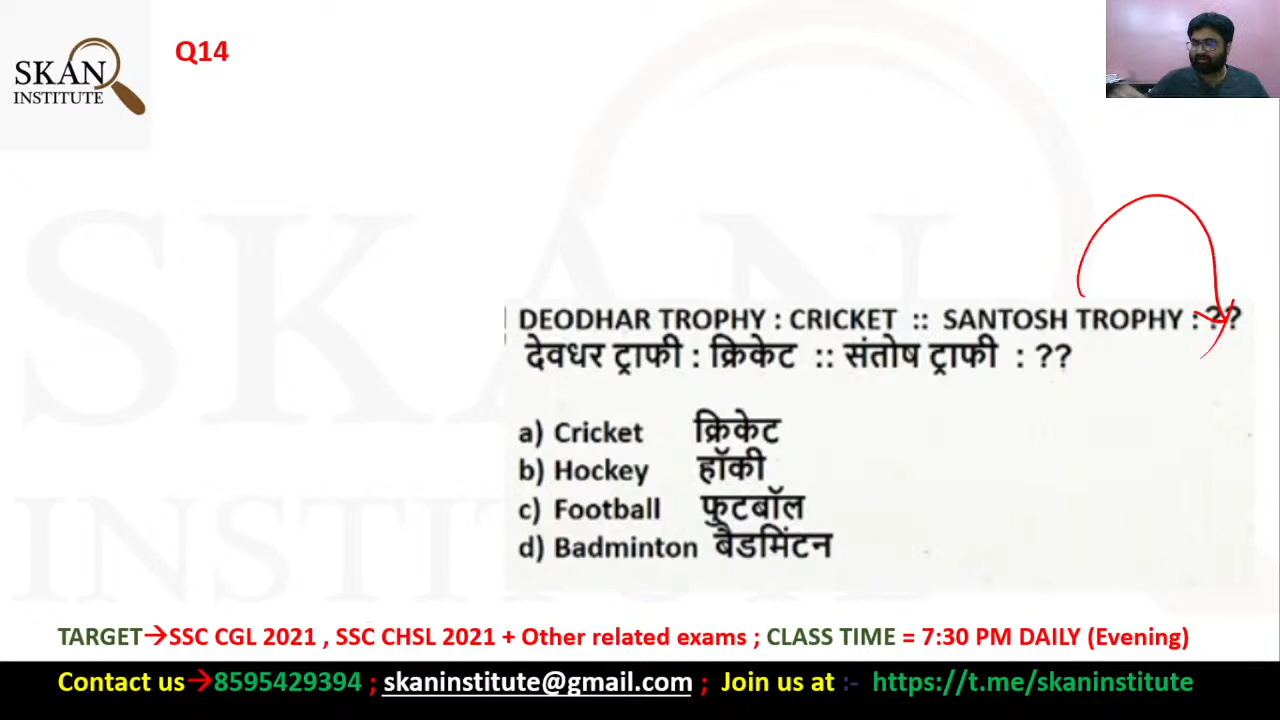 SKAN
INSTITUTE
Q14
SKAN
INSTITUTE
DEODHAR TROPHY : CRICKET :: SANTOSH TROPHY : ??
देवधर ट्राफी : क्रिकेट :: संतोष ट्राफी : ??
a) Cricket क्रिकेट
b) Hockey हॉकी
c) Football फुटबॉल
d) Badminton बैडमिंटन
TARGET→SSC CGL 2021 , SSC CHSL 2021 + Other related exams ; CLASS TIME = 7:30 PM DAILY (Evening)
Contact us→8595429394 ; skaninstitute@gmail.com ; Join us at :- https://t.me/skaninstitute